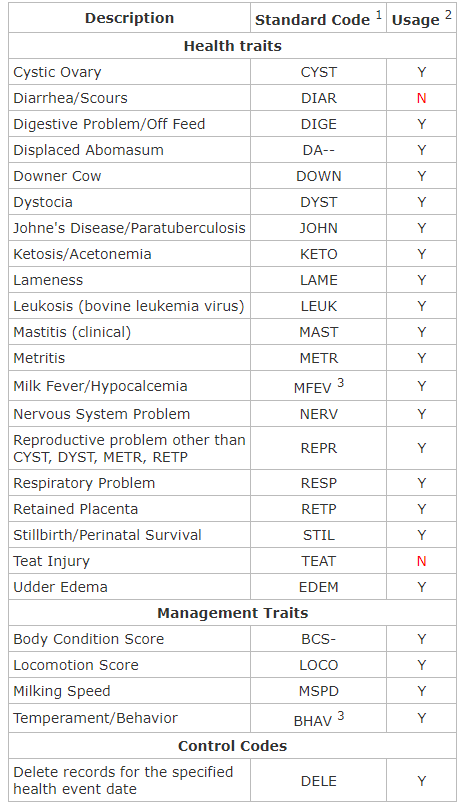 Description Standard Code 1 Usage 2
Health traits
Cystic Ovary CYST Y
Diarrhea/Scours DIAR N
Digestive Problem/Off Feed DIGE Y
Displaced Abomasum DA-- Y
Downer Cow DOWN Y
Dystocia DYST Y
Johne's Disease/Paratuberculosis JOHN Y
Ketosis/Acetonemia KETO Y
Lameness LAME Y
Leukosis (bovine leukemia virus) LEUK Y
Mastitis (clinical) MAST Y
Metritis METR Y
Milk Fever/Hypocalcemia MFEV 3 Y
Nervous System Problem NERV Y
Reproductive problem other than
CYST, DYST, METR, RETP REPR Y
Respiratory Problem RESP Y
Retained Placenta RETP Y
Stillbirth/Perinatal Survival STIL Y
Teat Injury TEAT N
Udder Edema EDEM Y
Management Traits
Body Condition Score BCS- Y
Locomotion Score LOCO Y
Milking Speed MSPD Y
Temperament/Behavior BHAV 3 Y
Control Codes
Delete records for the specified
health event date DELE Y